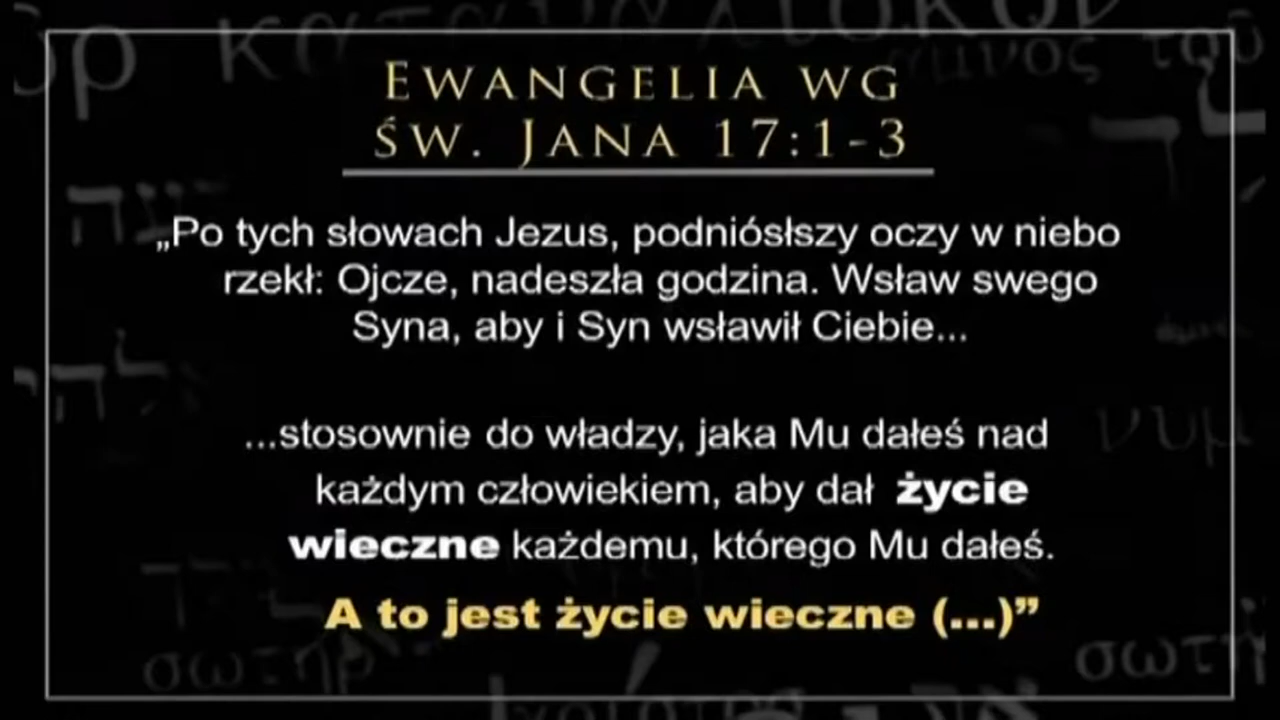 EWANGELIA WG
ŚW. JANA 17:1-3
„Po tych słowach Jezus, podniósłszy oczy w niebo
rzekł: Ojcze, nadeszła godzina. Wsław swego
Syna, aby i Syn wsławił Ciebie...
...stosownie do władzy, jaka Mu dałeś nad
każdym człowiekiem, aby dał życie
wieczne każdemu, którego Mu dałeś.
A to jest życie wieczne (...)”
σωτηρ